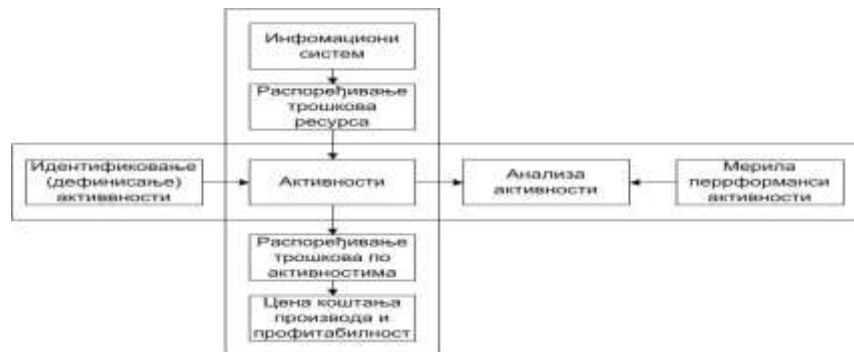 Инфомациони
систем
Распоређивање
трошкова
ресурса
Идентификовање
(дефинисање)
активвности
Активности
Анализа
активности
Мерила
перрформанси
активности
Распоређивање
трошкова по
активностима
Цена коштања
производа и
профитабилност